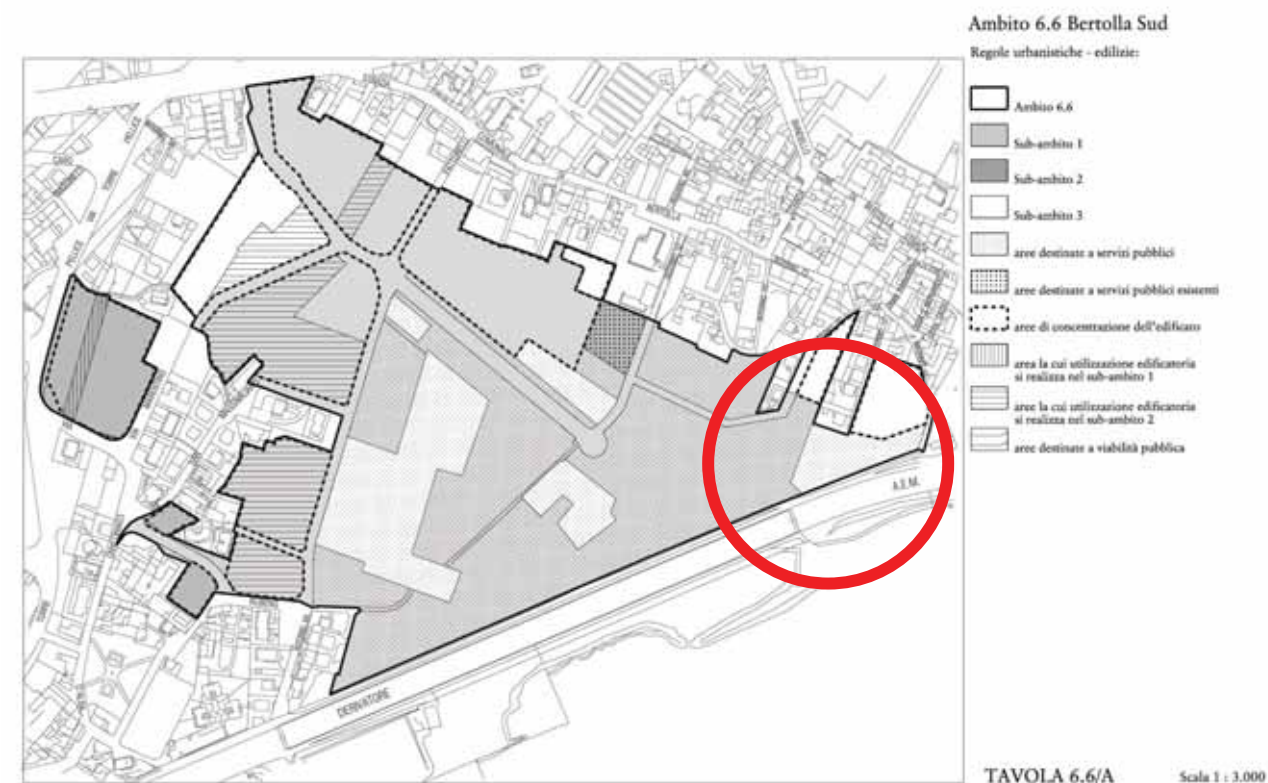 Ambito 6.6 Bertolla Sud
Regole urbanistiche - edilizie:
Ambito 6.6
Sub-ambito 1
Sub-ambito 2
Sub-ambito 3
aree destinate a servizi pubblici
aree destinate a servizi pubblici esistenti
aree di concentrazione dell'edificato
area la cui utilizzazione edificatoria
si realizza nel sub-ambito 1
aree la cui utilizzazione edificatoria
si realizza nel sub-ambito 2
aree destinate a viabilità pubblica
BERTOLLA
A.E.M.
DERIVATORE
TAVOLA 6.6/A
Scala 1 : 3.000